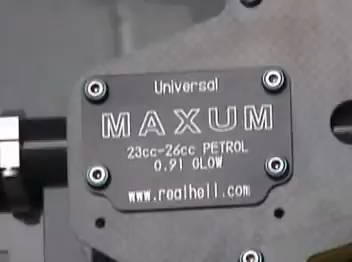 Universal
MAXUM
23cc-26cc PETROL
0.91 GLOW
www.realheli.com